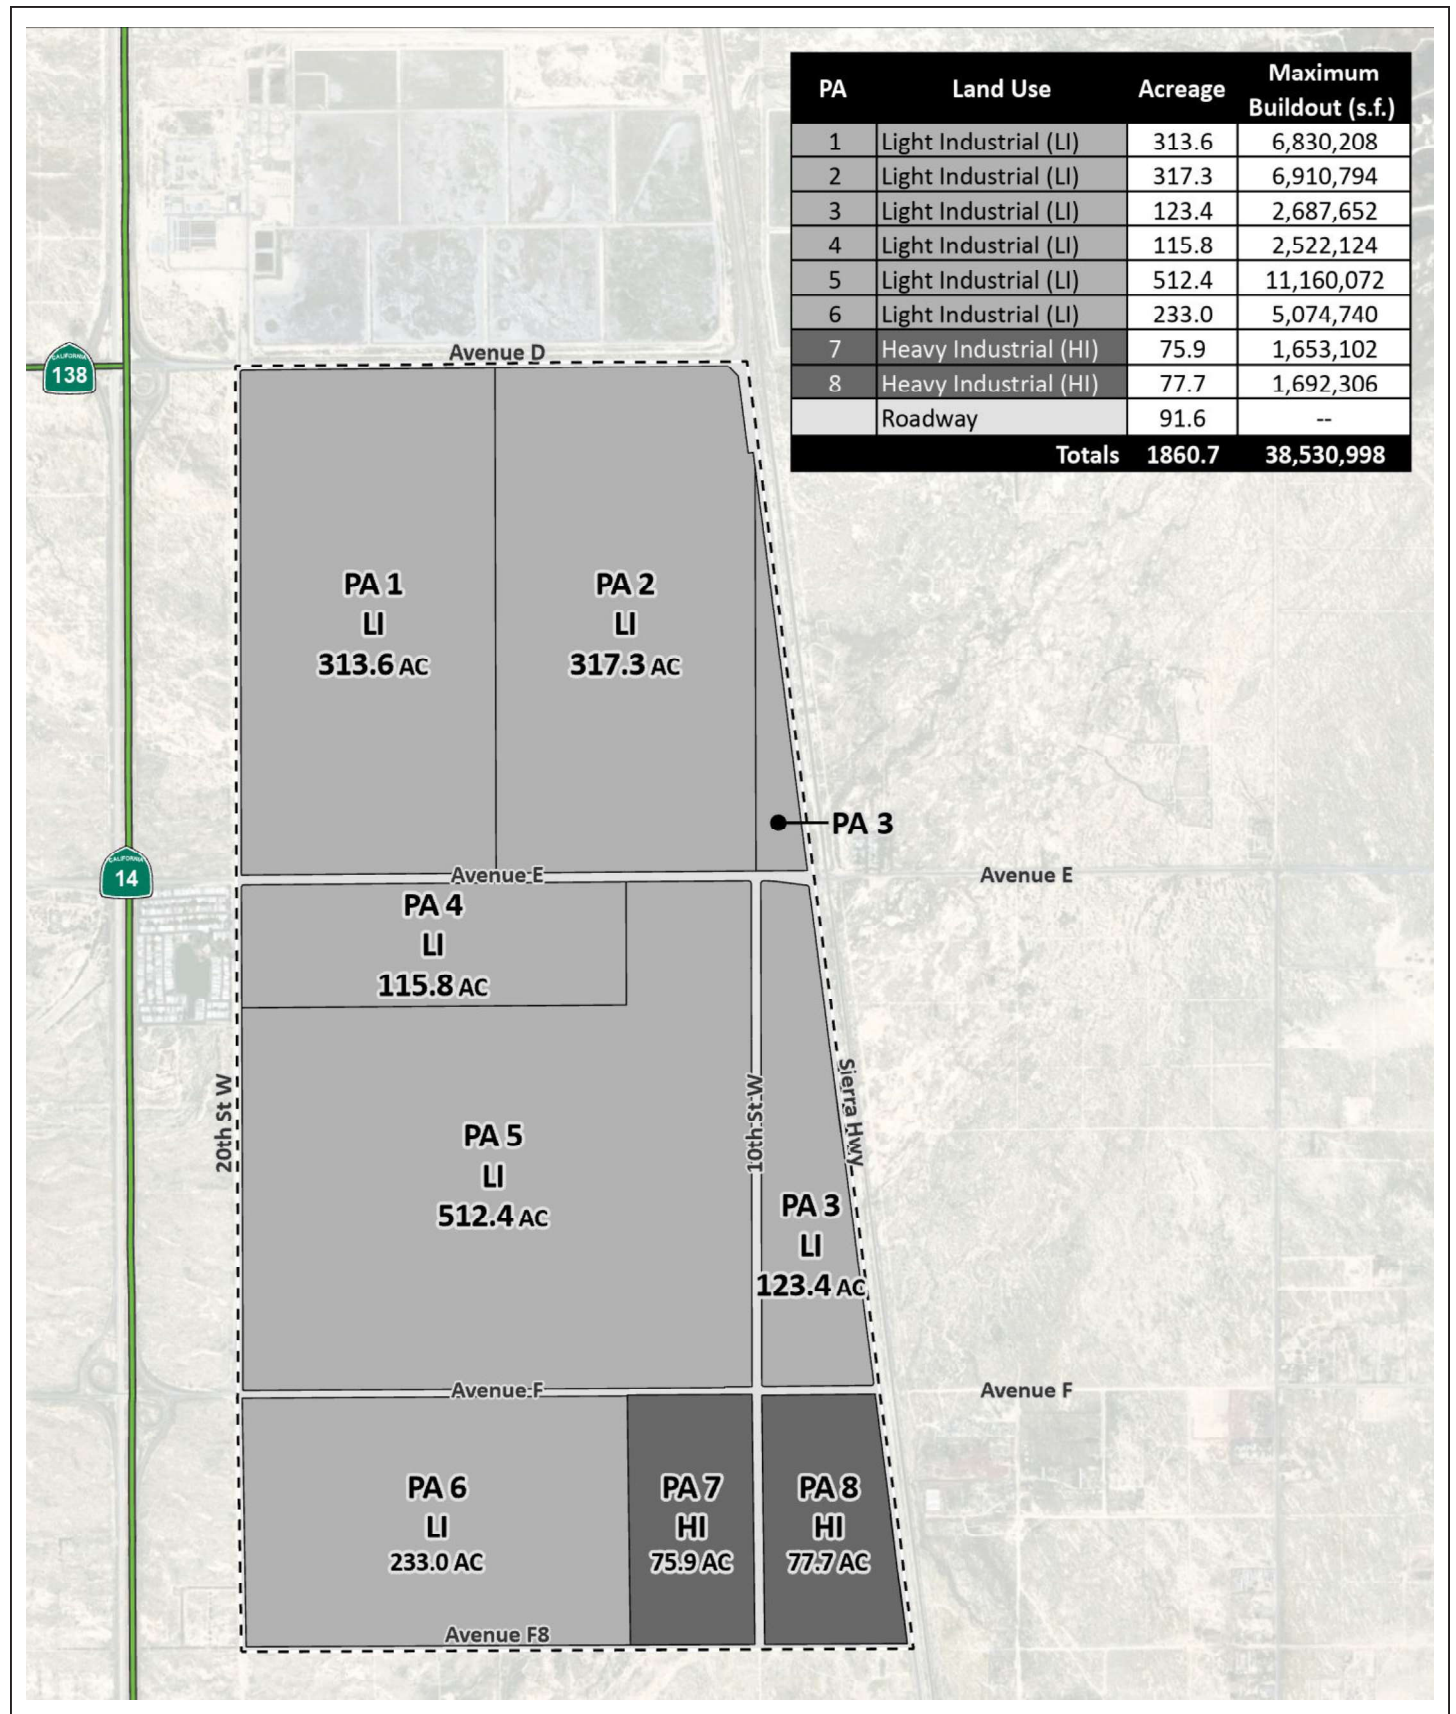 PA Land Use Acreage Maximum Buildout (s.f.)
1 Light Industrial (LI) 313.6 6,830,208
2 Light Industrial (LI) 317.3 6,910,794
3 Light Industrial (LI) 123.4 2,687,652
4 Light Industrial (LI) 115.8 2,522,124
5 Light Industrial (LI) 512.4 11,160,072
6 Light Industrial (LI) 233.0 5,074,740
7 Heavy Industrial (HI) 75.9 1,653,102
8 Heavy Industrial (HI) 77.7 1,692,306
Roadway 91.6 --
Totals 1860.7 38,530,998
Avenue D
CALIFORNIA
138
PA 1
LI
313.6 AC
PA 2
LI
317.3 AC
PA 3
CALIFORNIA
14
Avenue E
Avenue E
PA 4
LI
115.8 AC
20th St W
PA 5
LI
512.4 AC
10th St W
Sierra Hwy
PA 3
LI
123.4 AC
Avenue F
Avenue F
PA 6
LI
233.0 AC
PA 7
HI
75.9 AC
PA 8
HI
77.7 AC
Avenue F8